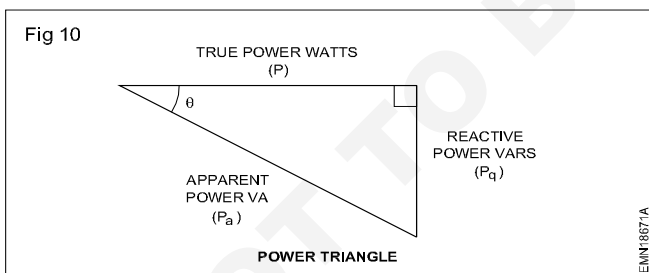 Fig 10
TRUE POWER WATTS
(P)
θ
REACTIVE
POWER VARS
(Pq)
APPARENT
POWER VA
(Pa)
POWER TRIANGLE
EMN18671A